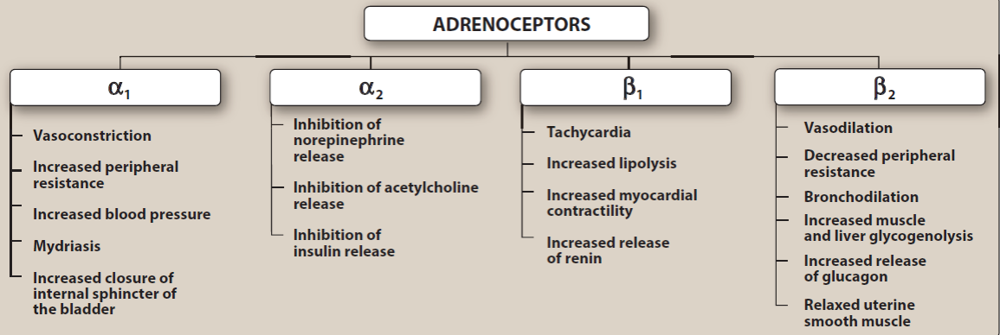 ADRENOCEPTORS
α1
Vasoconstriction
Increased peripheral
resistance
Increased blood pressure
Mydriasis
Increased closure of
internal sphincter of
the bladder
α2
Inhibition of
norepinephrine
release
Inhibition of acetylcholine
release
Inhibition of
insulin release
β1
Tachycardia
Increased lipolysis
Increased myocardial
contractility
Increased release
of renin
β2
Vasodilation
Decreased peripheral
resistance
Bronchodilation
Increased muscle
and liver glycogenolysis
Increased release
of glucagon
Relaxed uterine
smooth muscle